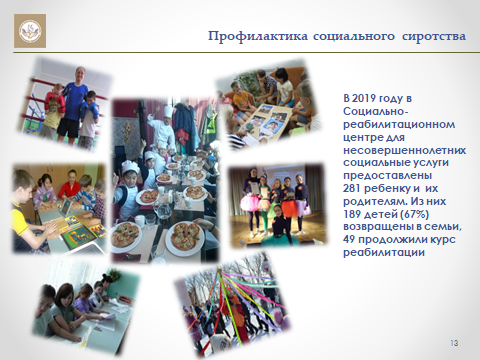 Профилактика социального сиротства
В 2019 году в
Социально-
реабилитационном
центре для
несовершеннолетних
социальные услуги
предоставлены
281 ребенку и их
родителям. Из них
189 детей (67%)
возвращены в семьи,
49 продолжили курс
реабилитации
13